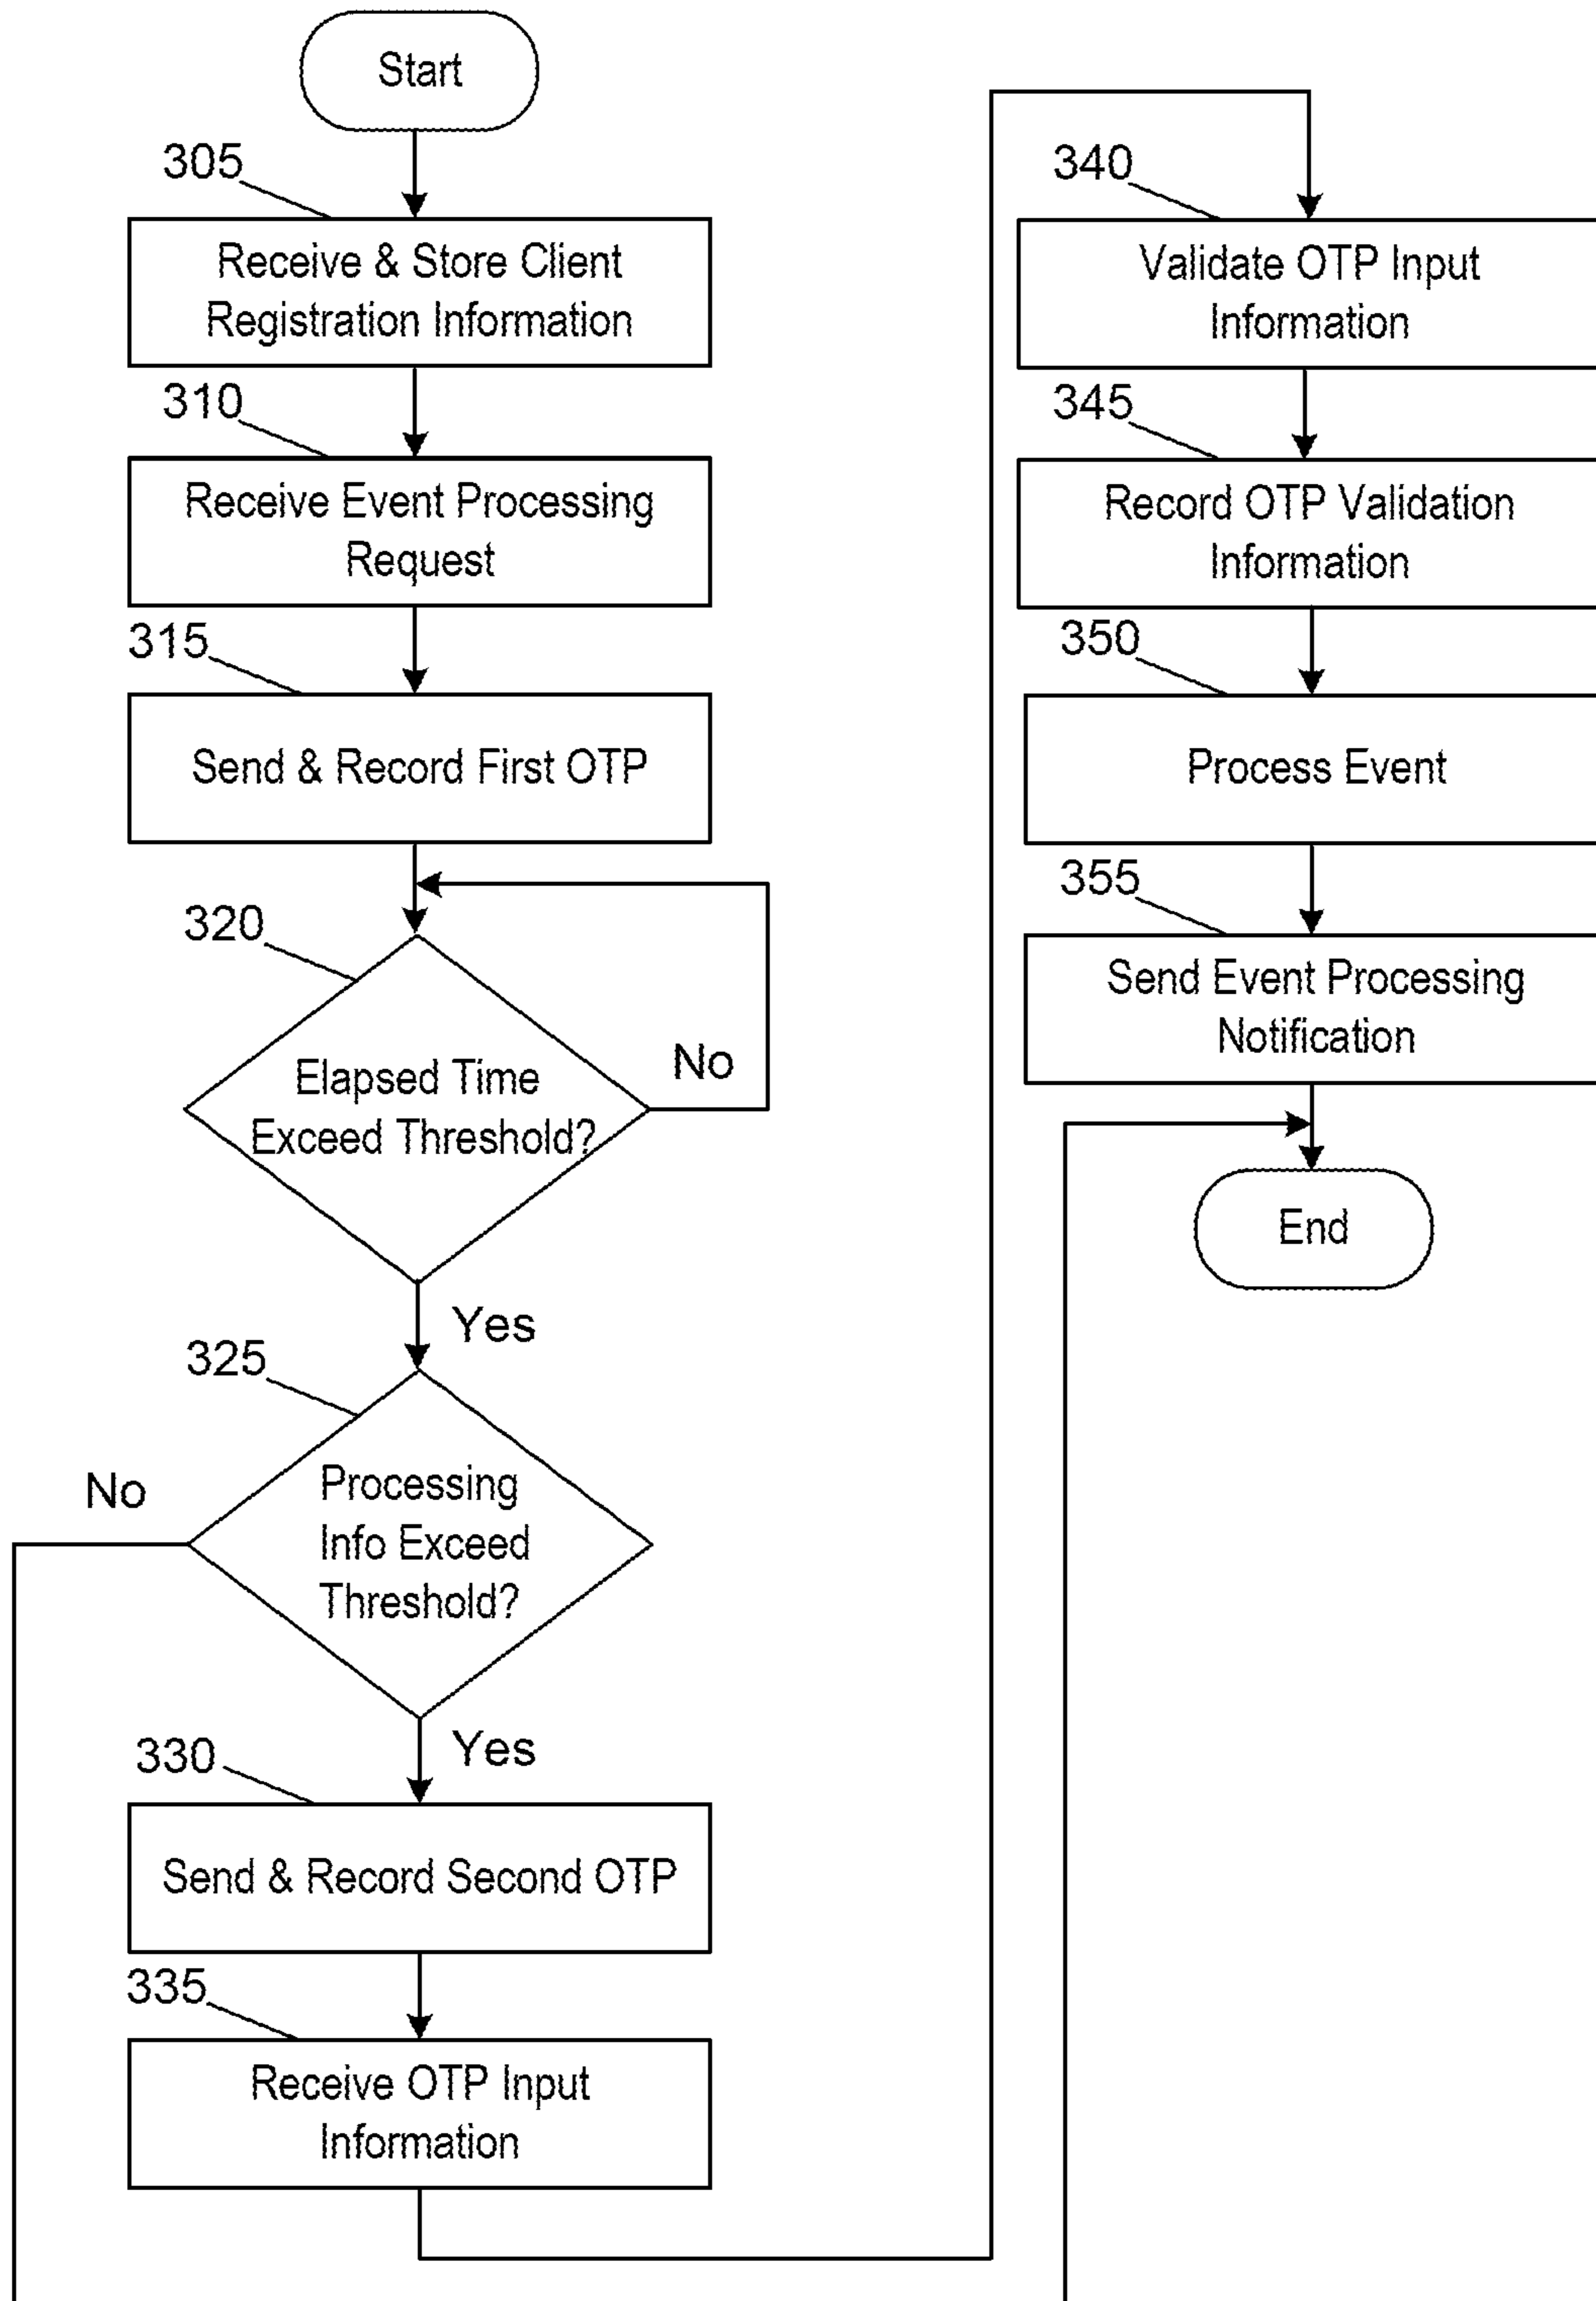 Start
305
Receive & Store Client
Registration Information
310
Receive Event Processing
Request
315
Send & Record First OTP
320
Elapsed Time
Exceed Threshold?
No
Yes
325
Processing
Info Exceed
Threshold?
No
Yes
330
Send & Record Second OTP
335
Receive OTP Input
Information
340
Validate OTP Input
Information
345
Record OTP Validation
Information
350
Process Event
355
Send Event Processing
Notification
End